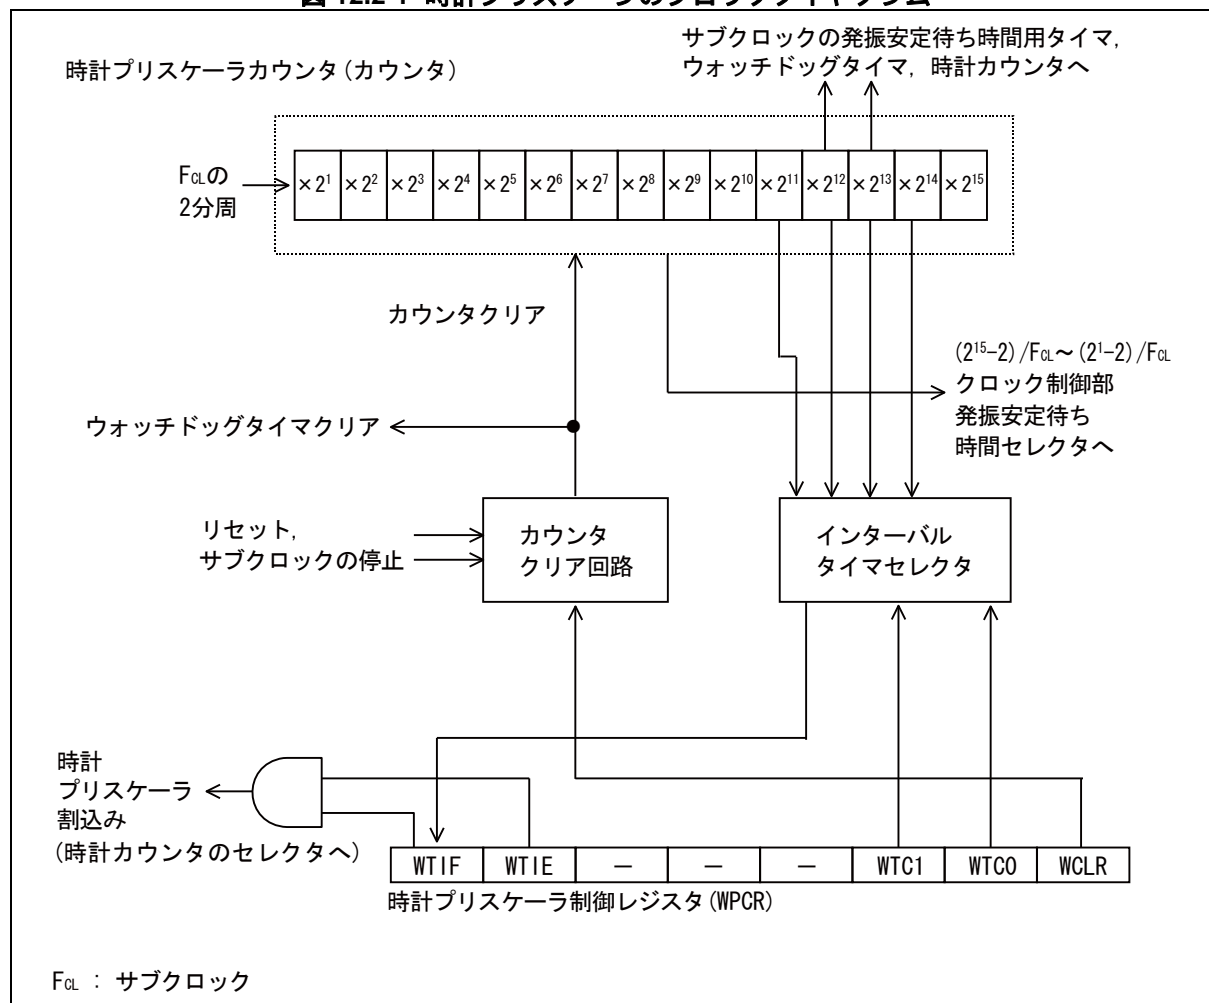 サブクロックの発振安定待ち時間用タイマ,
ウォッチドッグタイマ, 時計カウンタへ
時計プリスケーラカウンタ(カウンタ)
FCLの
2分周
×2¹ ×2² ×2³ ×2⁴ ×2⁵ ×2⁶ ×2⁷ ×2⁸ ×2⁹ ×2¹⁰ ×2¹¹ ×2¹² ×2¹³ ×2¹⁴ ×2¹⁵
カウンタクリア
(2¹⁵−2)/FCL～(2¹−2)/FCL
クロック制御部
発振安定待ち
時間セレクタへ
ウォッチドッグタイマクリア
リセット,
サブクロックの停止
カウンタ
クリア回路
インターバル
タイマセレクタ
時計
プリスケーラ
割込み
(時計カウンタのセレクタへ)
WTIF WTIE － － － WTC1 WTC0 WCLR
時計プリスケーラ制御レジスタ(WPCR)
FCL : サブクロック